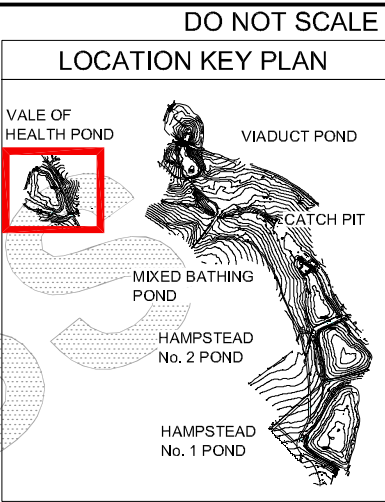 DO NOT SCALE
LOCATION KEY PLAN
VALE OF
HEALTH POND
VIADUCT POND
CATCH PIT
MIXED BATHING
POND
HAMPSTEAD
No. 2 POND
HAMPSTEAD
No. 1 POND